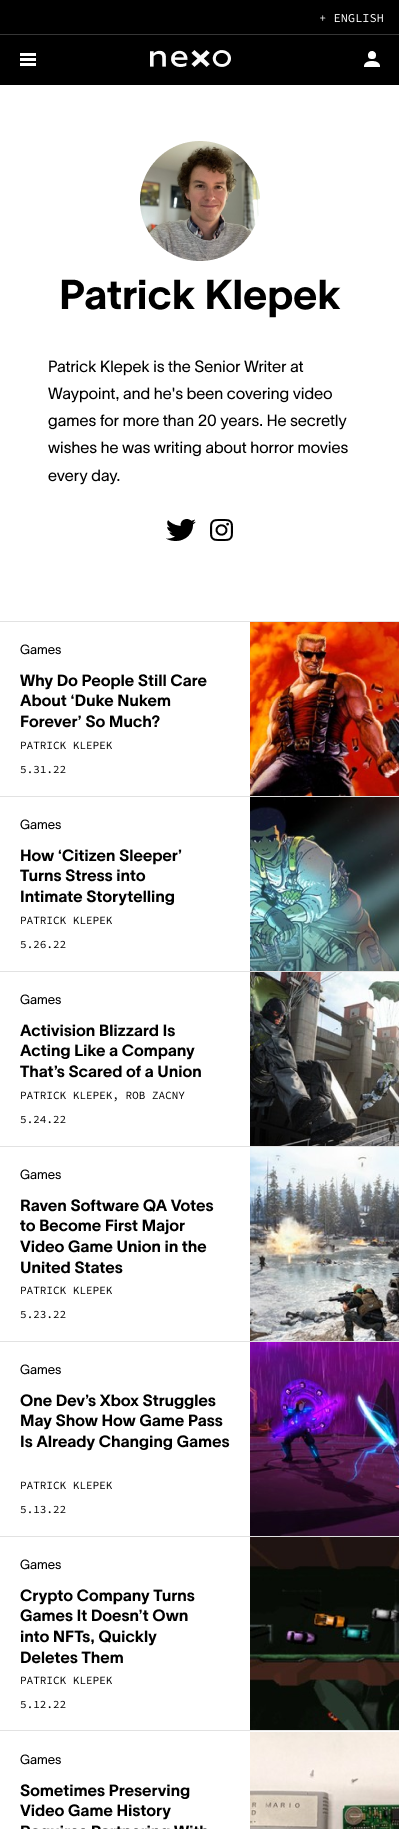 + ENGLISH
nexo
Patrick Klepek
Patrick Klepek is the Senior Writer at
Waypoint, and he's been covering video
games for more than 20 years. He secretly
wishes he was writing about horror movies
every day.
Games
Why Do People Still Care
About ‘Duke Nukem
Forever’ So Much?
PATRICK KLEPEK
5.31.22
Games
How ‘Citizen Sleeper’
Turns Stress into
Intimate Storytelling
PATRICK KLEPEK
5.26.22
Games
Activision Blizzard Is
Acting Like a Company
That’s Scared of a Union
PATRICK KLEPEK, ROB ZACNY
5.24.22
Games
Raven Software QA Votes
to Become First Major
Video Game Union in the
United States
PATRICK KLEPEK
5.23.22
Games
One Dev’s Xbox Struggles
May Show How Game Pass
Is Already Changing Games
PATRICK KLEPEK
5.13.22
Games
Crypto Company Turns
Games It Doesn’t Own
into NFTs, Quickly
Deletes Them
PATRICK KLEPEK
5.12.22
Games
Sometimes Preserving
Video Game History
Requires Partnering With
R MARIO
D